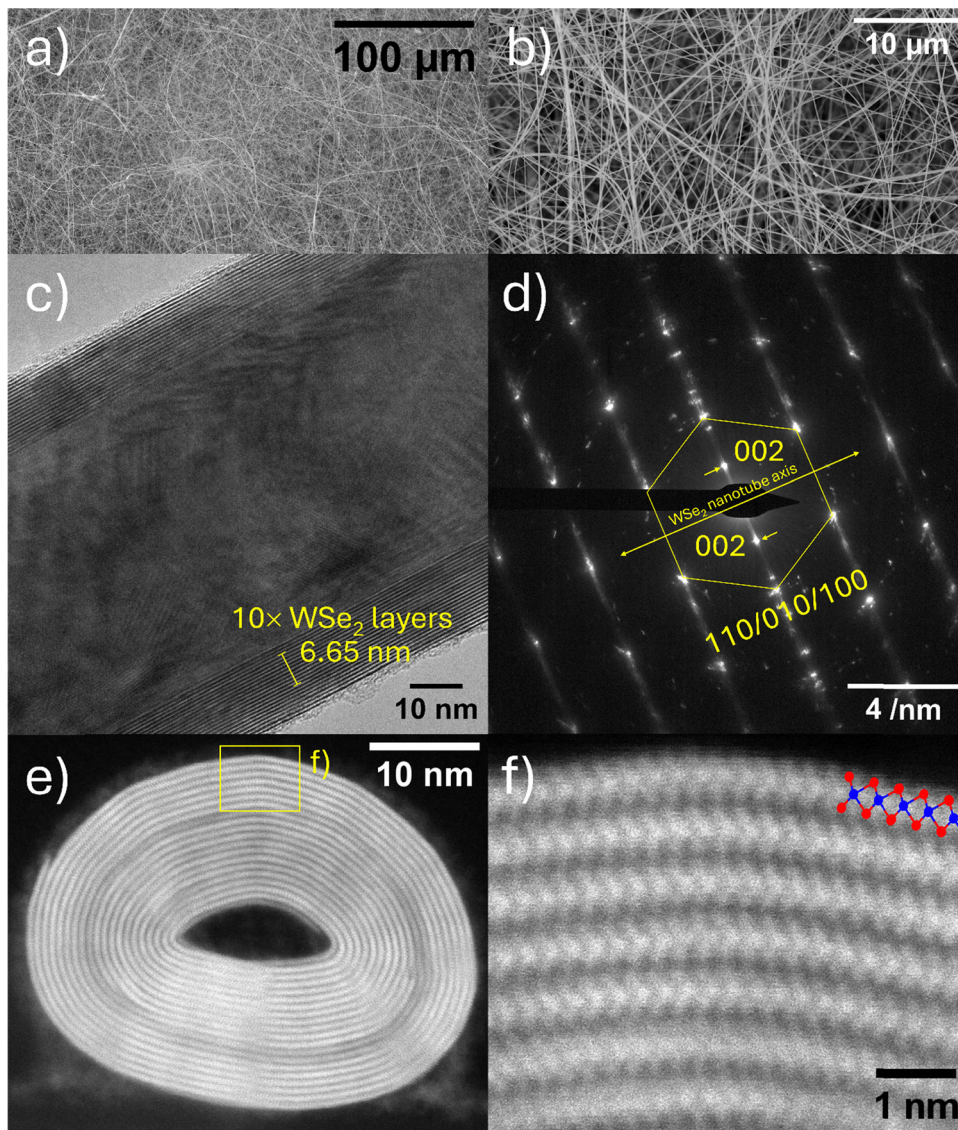 a)
100 µm
b)
10 µm
c)
10× WSe₂ layers
6.65 nm
10 nm
d)
002
WSe₂ nanotube axis
002
110/010/100
4 /nm
e)
f)
10 nm
f)
1 nm